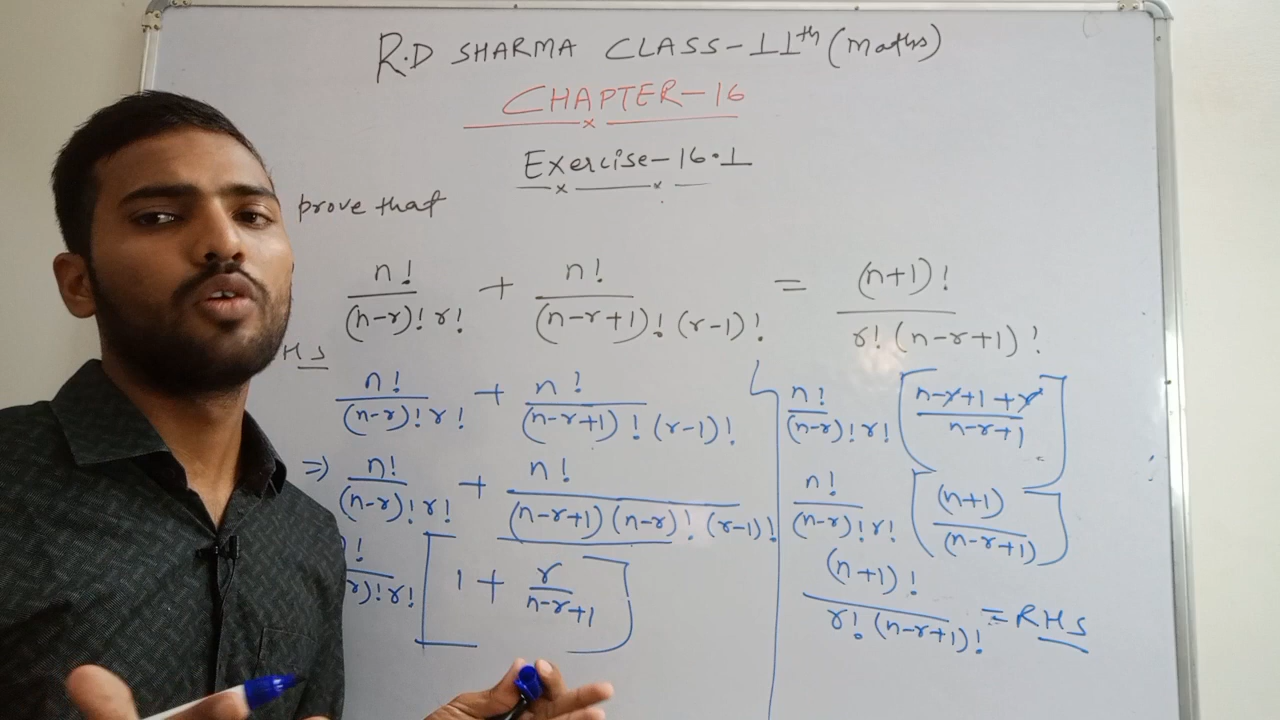 R.D SHARMA CLASS-11th (Maths)
CHAPTER-16
Exercise-16.1
prove that
n!/(n-r)! r! + n!/(n-r+1)! (r-1)! = (n+1)!/r! (n-r+1)!
HS
n!/(n-r)! r! + n!/(n-r+1)! (r-1)!
⇒ n!/(n-r)! r! + n!/(n-r+1) (n-r)! (r-1)!
!/r)! r! [1 + r/n-r+1]
n!/(n-r)! r! [n-r+1+r/n-r+1]
n!/(n-r)! r! [(n+1)/(n-r+1)]
(n+1)!/r! (n-r+1)! = RHS